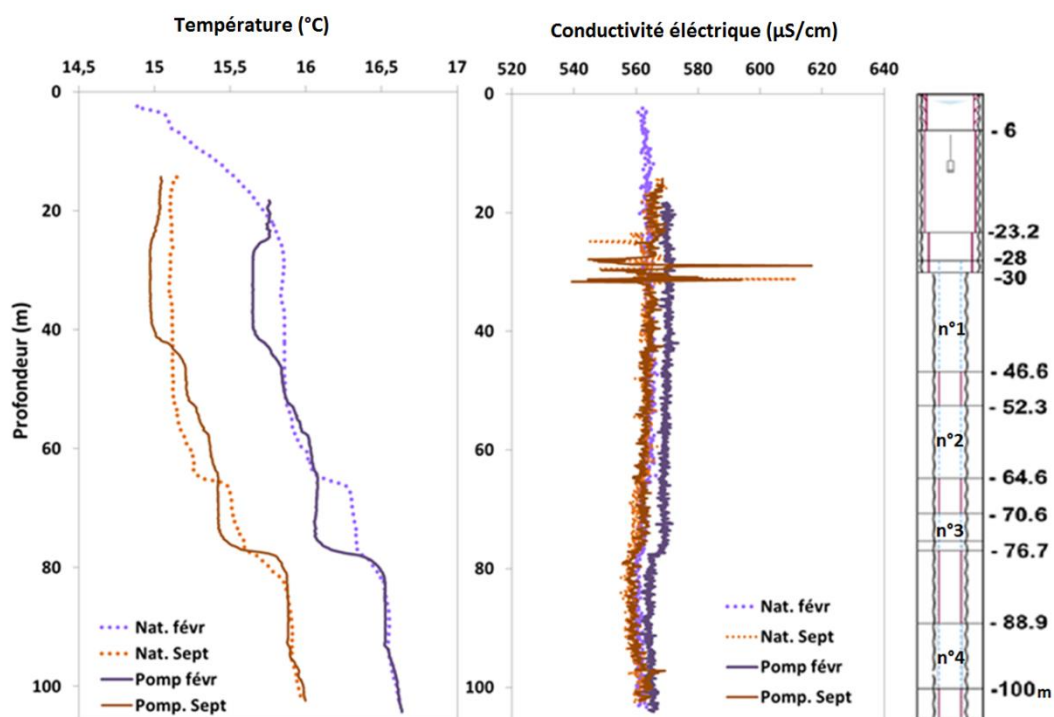 Température (°C)
14,5 15 15,5 16 16,5 17
Profondeur (m)
0
20
40
60
80
100
Nat. févr
Nat. Sept
Pomp févr
Pomp. Sept
Conductivité éléctrique (µS/cm)
520 540 560 580 600 620 640
0
20
40
60
80
100
Nat. févr
Nat. Sept
Pomp févr
Pomp. Sept
- 6
-23.2
-28
-30
n°1
-46.6
-52.3
n°2
-64.6
-70.6
n°3
-76.7
-88.9
n°4
-100m